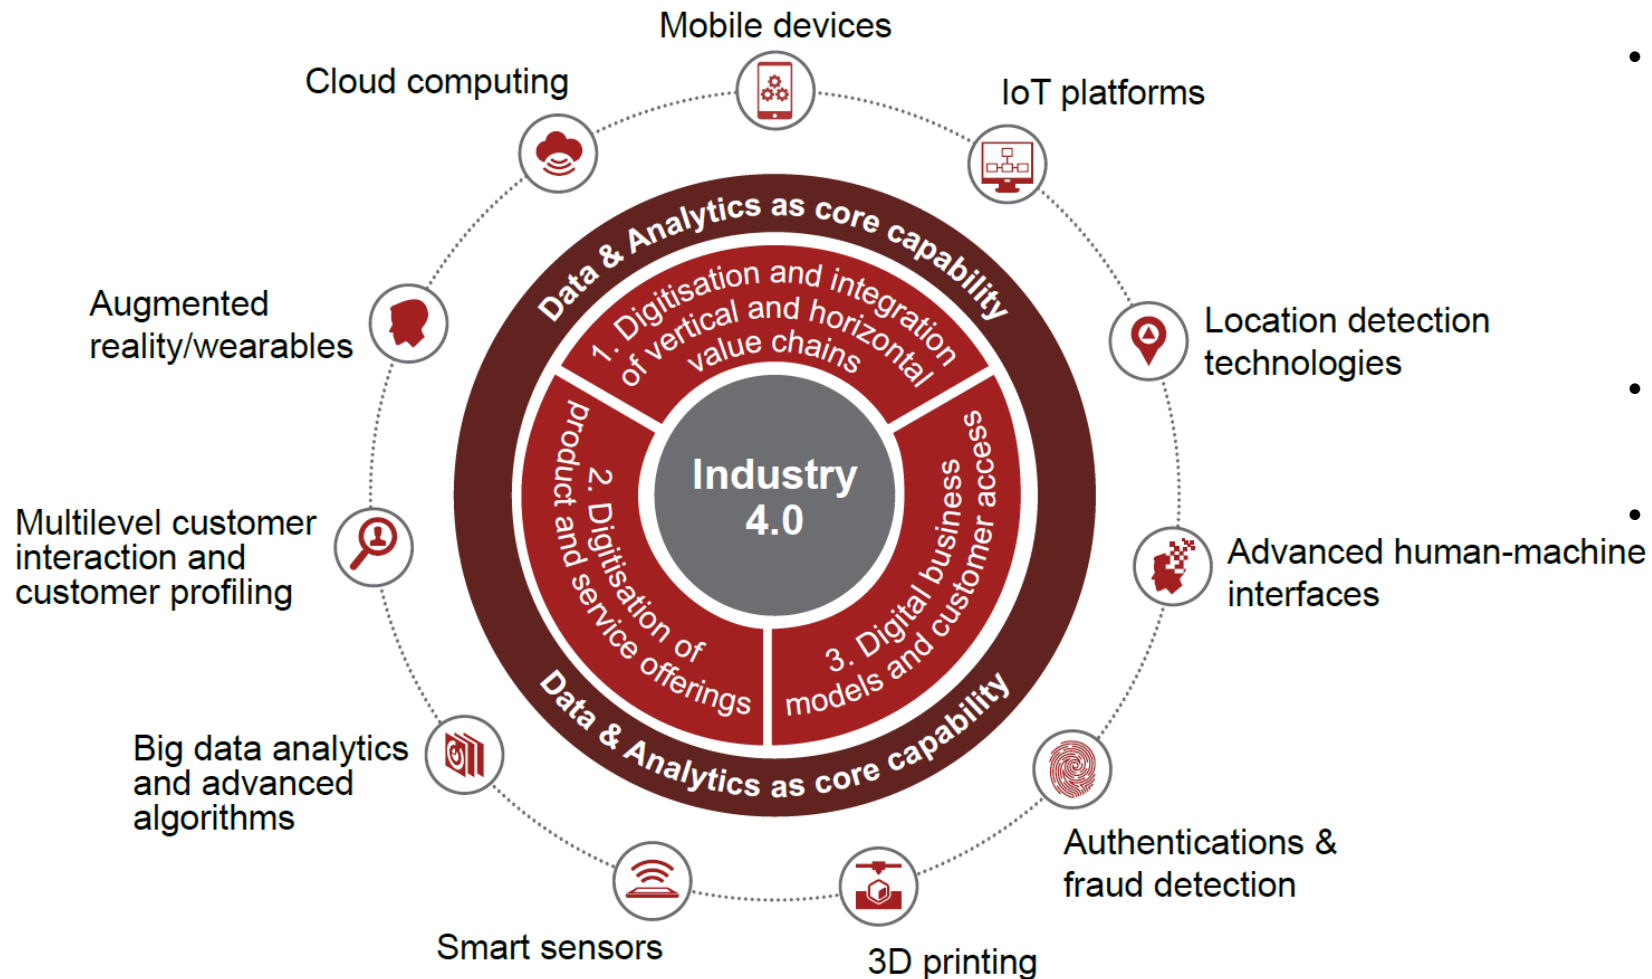 Mobile devices
Cloud computing
IoT platforms
Augmented
reality/wearables
Location detection
technologies
Multilevel customer
interaction and
customer profiling
Advanced human-machine
interfaces
Big data analytics
and advanced
algorithms
Authentications &
fraud detection
Smart sensors
3D printing
Data & Analytics as core capability
1. Digitisation and integration
of vertical and horizontal
value chains
2. Digitisation of
product and service offerings
3. Digital business
models and customer access
Industry
4.0
Data & Analytics as core capability
•
•
•